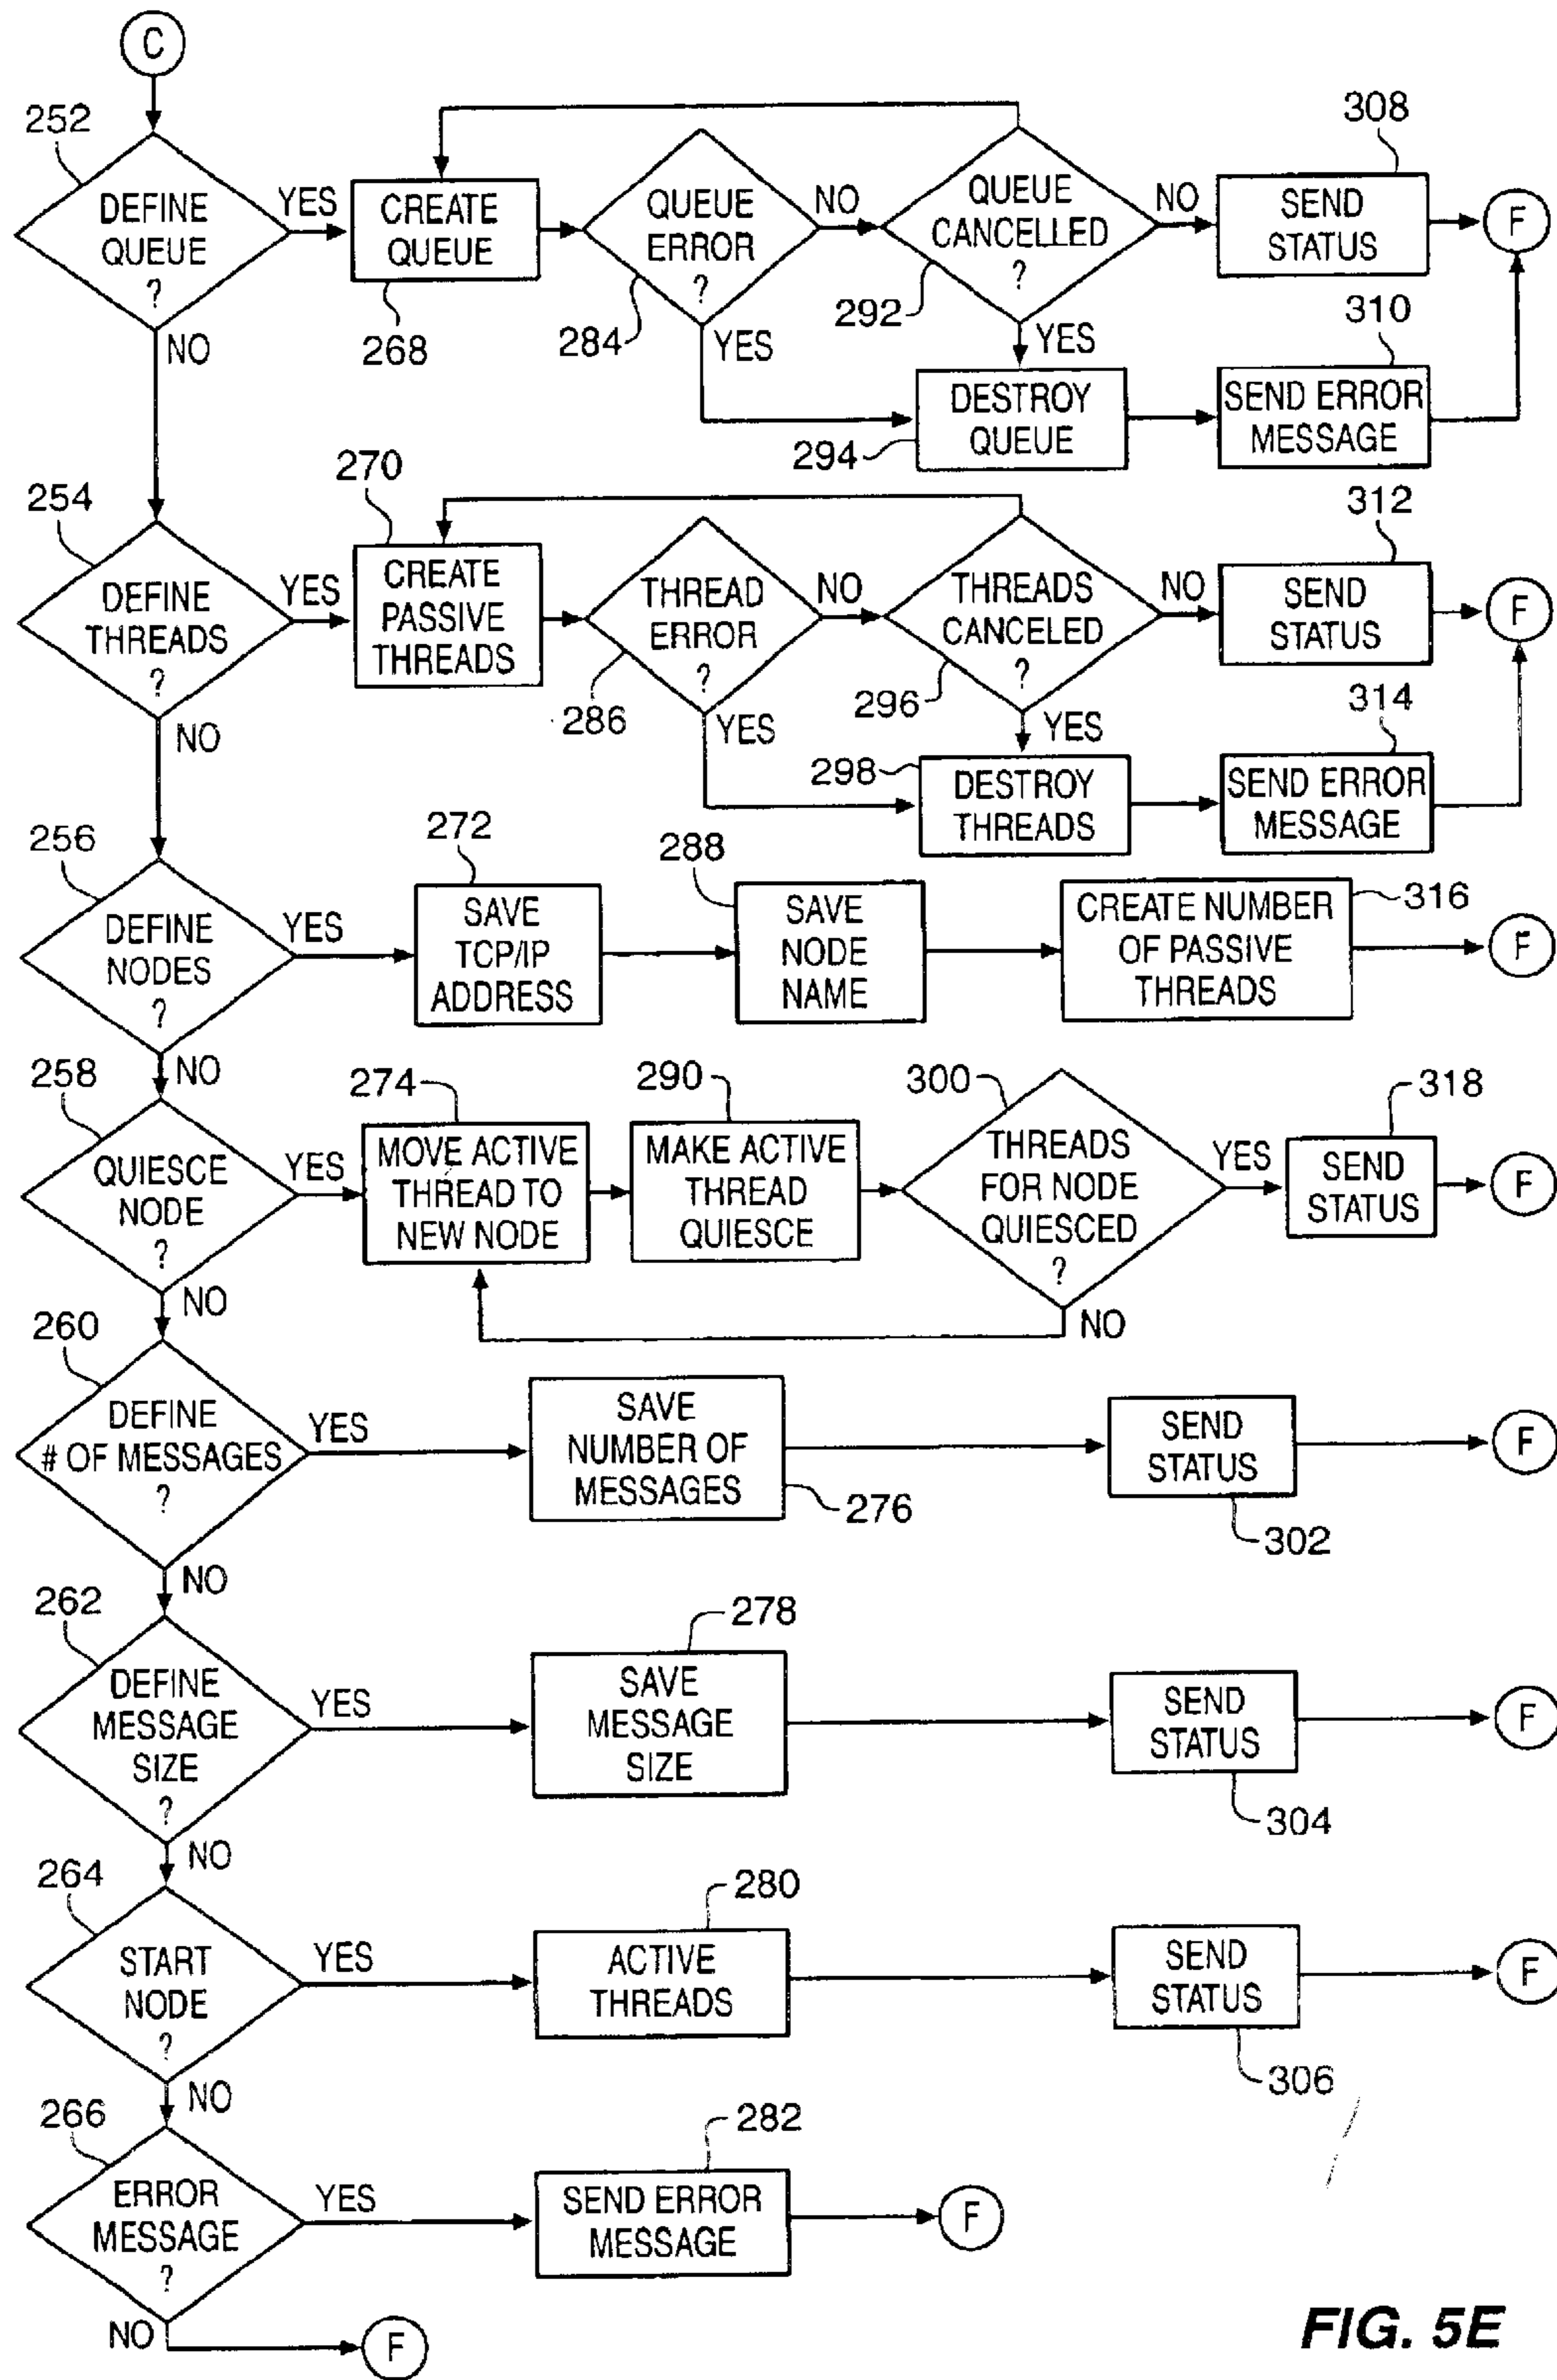 C
252
308
DEFINE
QUEUE
?
YES
CREATE
QUEUE
268
QUEUE
ERROR
?
284
NO
QUEUE
CANCELLED
?
292
NO
SEND
STATUS
F
NO
YES
YES
310
DESTROY
QUEUE
294
SEND ERROR
MESSAGE
254
270
312
DEFINE
THREADS
?
YES
CREATE
PASSIVE
THREADS
THREAD
ERROR
?
286
NO
THREADS
CANCELED
?
296
NO
SEND
STATUS
F
NO
YES
YES
314
298
DESTROY
THREADS
SEND ERROR
MESSAGE
256
272
288
DEFINE
NODES
?
YES
SAVE
TCP/IP
ADDRESS
SAVE
NODE
NAME
CREATE NUMBER
OF PASSIVE
THREADS
316
F
NO
258
274
290
300
318
QUIESCE
NODE
?
YES
MOVE ACTIVE
THREAD TO
NEW NODE
MAKE ACTIVE
THREAD
QUIESCE
THREADS
FOR NODE
QUIESCED
?
YES
SEND
STATUS
F
NO
NO
260
DEFINE
# OF MESSAGES
?
YES
SAVE
NUMBER OF
MESSAGES
276
SEND
STATUS
302
F
NO
262
278
DEFINE
MESSAGE
SIZE
?
YES
SAVE
MESSAGE
SIZE
SEND
STATUS
304
F
NO
264
280
START
NODE
?
YES
ACTIVE
THREADS
SEND
STATUS
306
F
NO
266
282
ERROR
MESSAGE
?
YES
SEND ERROR
MESSAGE
F
NO
F
FIG. 5E